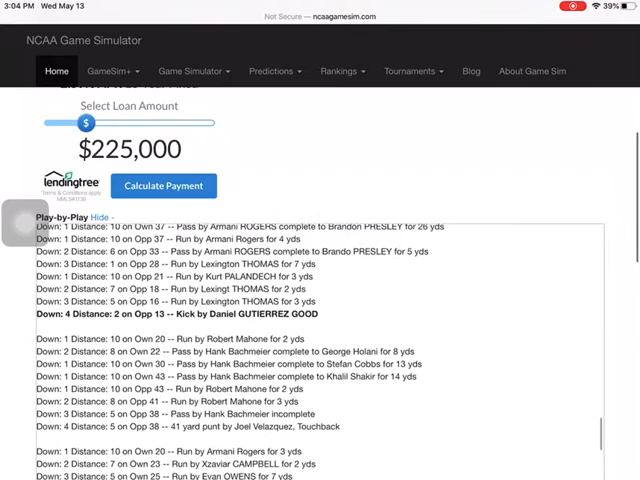 3:04 PM Wed May 13
39%
Not Secure — ncaagamesim.com
NCAA Game Simulator
Home GameSim+ Game Simulator Predictions Rankings Tournaments Blog About Game Sim
Select Loan Amount
$
$225,000
lendingtree
Terms & Conditions apply
NMLS#1136
Calculate Payment
Play-by-Play Hide -
Down: 1 Distance: 10 on Own 37 -- Pass by Armani ROGERS complete to Brandon PRESLEY for 26 yds
Down: 1 Distance: 10 on Opp 37 -- Run by Armani Rogers for 4 yds
Down: 2 Distance: 6 on Opp 33 -- Pass by Armani ROGERS complete to Brando PRESLEY for 5 yds
Down: 3 Distance: 1 on Opp 28 -- Run by Lexington THOMAS for 7 yds
Down: 1 Distance: 10 on Opp 21 -- Run by Kurt PALANDECH for 3 yds
Down: 2 Distance: 7 on Opp 18 -- Run by Lexingt THOMAS for 2 yds
Down: 3 Distance: 5 on Opp 16 -- Run by Lexington THOMAS for 3 yds
Down: 4 Distance: 2 on Opp 13 -- Kick by Daniel GUTIERREZ GOOD
Down: 1 Distance: 10 on Own 20 -- Run by Robert Mahone for 2 yds
Down: 2 Distance: 8 on Own 22 -- Pass by Hank Bachmeier complete to George Holani for 8 yds
Down: 1 Distance: 10 on Own 30 -- Pass by Hank Bachmeier complete to Stefan Cobbs for 13 yds
Down: 1 Distance: 10 on Own 43 -- Pass by Hank Bachmeier complete to Khalil Shakir for 14 yds
Down: 1 Distance: 10 on Opp 43 -- Run by Robert Mahone for 2 yds
Down: 2 Distance: 8 on Opp 41 -- Run by Robert Mahone for 3 yds
Down: 3 Distance: 5 on Opp 38 -- Pass by Hank Bachmeier incomplete
Down: 4 Distance: 5 on Opp 38 -- 41 yard punt by Joel Velazquez, Touchback
Down: 1 Distance: 10 on Own 20 -- Run by Armani Rogers for 3 yds
Down: 2 Distance: 7 on Own 23 -- Run by Xzaviar CAMPBELL for 2 yds
Down: 3 Distance: 5 on Own 25 -- Run by Evan OWENS for 7 yds